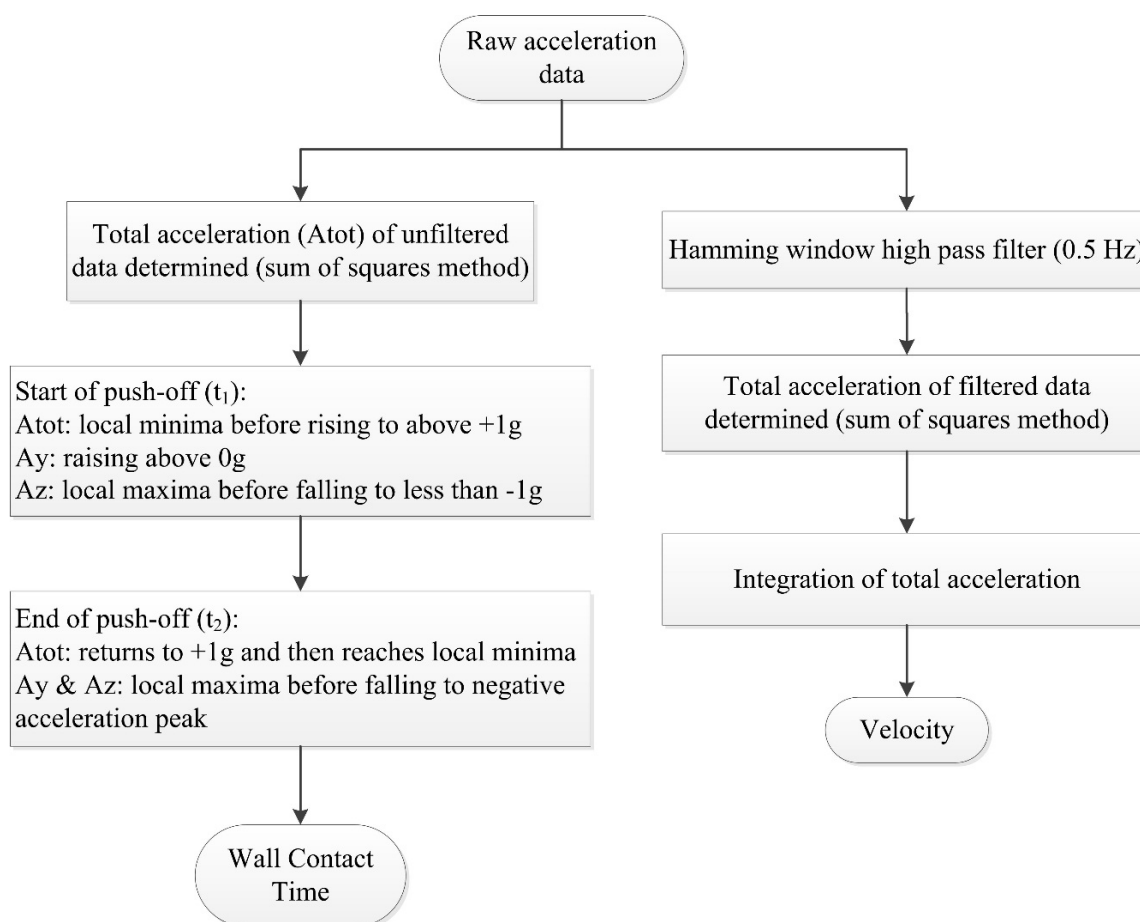 Raw acceleration
data
Total acceleration (Atot) of unfiltered
data determined (sum of squares method)
Start of push-off (t₁):
Atot: local minima before rising to above +1g
Ay: raising above 0g
Az: local maxima before falling to less than -1g
End of push-off (t₂):
Atot: returns to +1g and then reaches local minima
Ay & Az: local maxima before falling to negative
acceleration peak
Wall Contact
Time
Hamming window high pass filter (0.5 Hz)
Total acceleration of filtered data
determined (sum of squares method)
Integration of total acceleration
Velocity